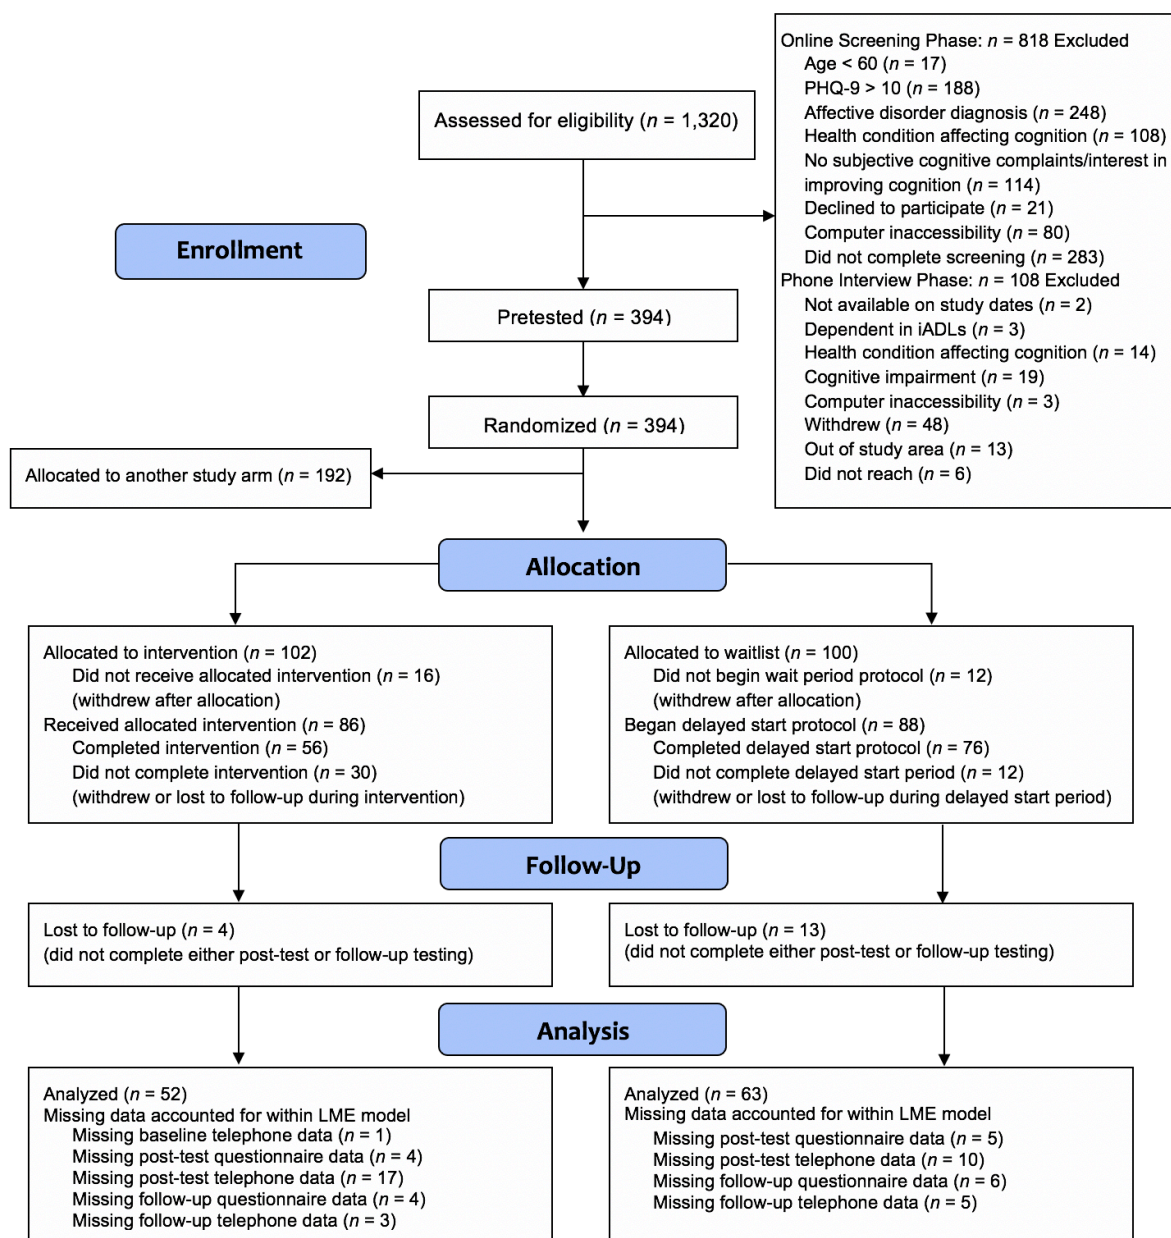 Assessed for eligibility (n = 1,320)
Online Screening Phase: n = 818 Excluded
Age < 60 (n = 17)
PHQ-9 > 10 (n = 188)
Affective disorder diagnosis (n = 248)
Health condition affecting cognition (n = 108)
No subjective cognitive complaints/interest in
improving cognition (n = 114)
Declined to participate (n = 21)
Computer inaccessibility (n = 80)
Did not complete screening (n = 283)
Phone Interview Phase: n = 108 Excluded
Not available on study dates (n = 2)
Dependent in iADLs (n = 3)
Health condition affecting cognition (n = 14)
Cognitive impairment (n = 19)
Computer inaccessibility (n = 3)
Withdrew (n = 48)
Out of study area (n = 13)
Did not reach (n = 6)
Enrollment
Pretested (n = 394)
Randomized (n = 394)
Allocated to another study arm (n = 192)
Allocation
Allocated to intervention (n = 102)
Did not receive allocated intervention (n = 16)
(withdrew after allocation)
Received allocated intervention (n = 86)
Completed intervention (n = 56)
Did not complete intervention (n = 30)
(withdrew or lost to follow-up during intervention)
Allocated to waitlist (n = 100)
Did not begin wait period protocol (n = 12)
(withdrew after allocation)
Began delayed start protocol (n = 88)
Completed delayed start protocol (n = 76)
Did not complete delayed start period (n = 12)
(withdrew or lost to follow-up during delayed start period)
Follow-Up
Lost to follow-up (n = 4)
(did not complete either post-test or follow-up testing)
Lost to follow-up (n = 13)
(did not complete either post-test or follow-up testing)
Analysis
Analyzed (n = 52)
Missing data accounted for within LME model
Missing baseline telephone data (n = 1)
Missing post-test questionnaire data (n = 4)
Missing post-test telephone data (n = 17)
Missing follow-up questionnaire data (n = 4)
Missing follow-up telephone data (n = 3)
Analyzed (n = 63)
Missing data accounted for within LME model
Missing post-test questionnaire data (n = 5)
Missing post-test telephone data (n = 10)
Missing follow-up questionnaire data (n = 6)
Missing follow-up telephone data (n = 5)